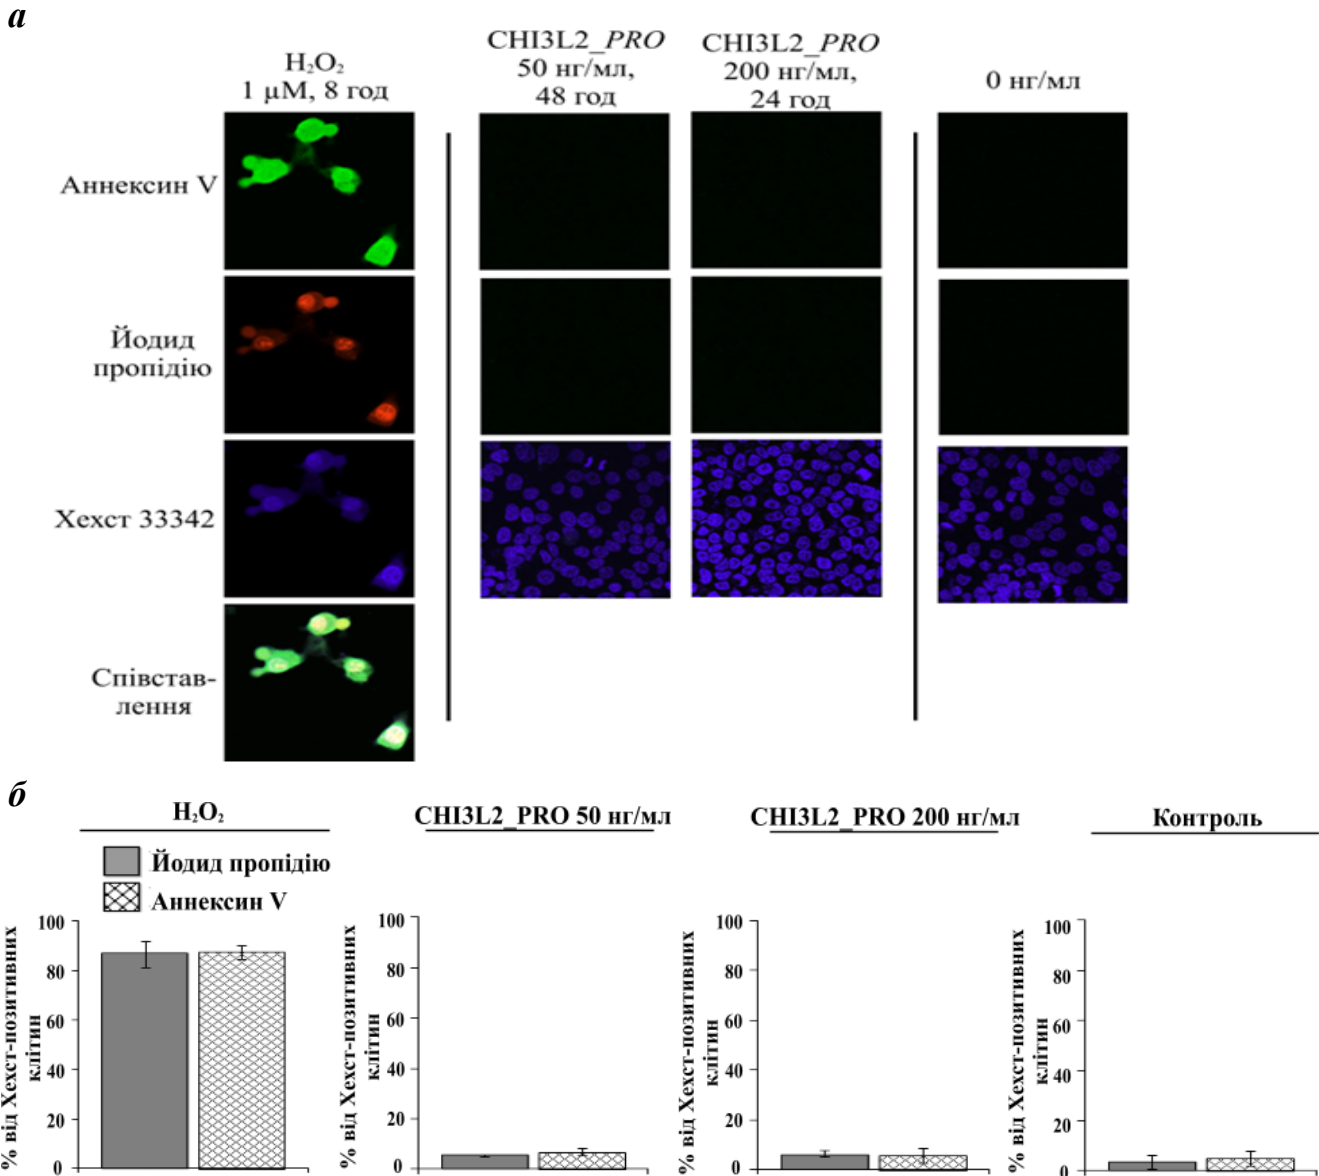 а
H₂O₂
1 μM, 8 год
CHI3L2_PRO
50 нг/мл,
48 год
CHI3L2_PRO
200 нг/мл,
24 год
0 нг/мл
Аннексин V
Йодид
пропідію
Хехст 33342
Співстав-
лення
б
H₂O₂
CHI3L2_PRO 50 нг/мл
CHI3L2_PRO 200 нг/мл
Контроль
Йодид пропідію
Аннексин V
% від Хехст-позитивних
клітин
100
80
60
40
20
0
% від Хехст-позитивних
клітин
100
80
60
40
20
0
% від Хехст-позитивних
клітин
100
80
60
40
20
0
% від Хехст-позитивних
клітин
100
80
60
40
20
0